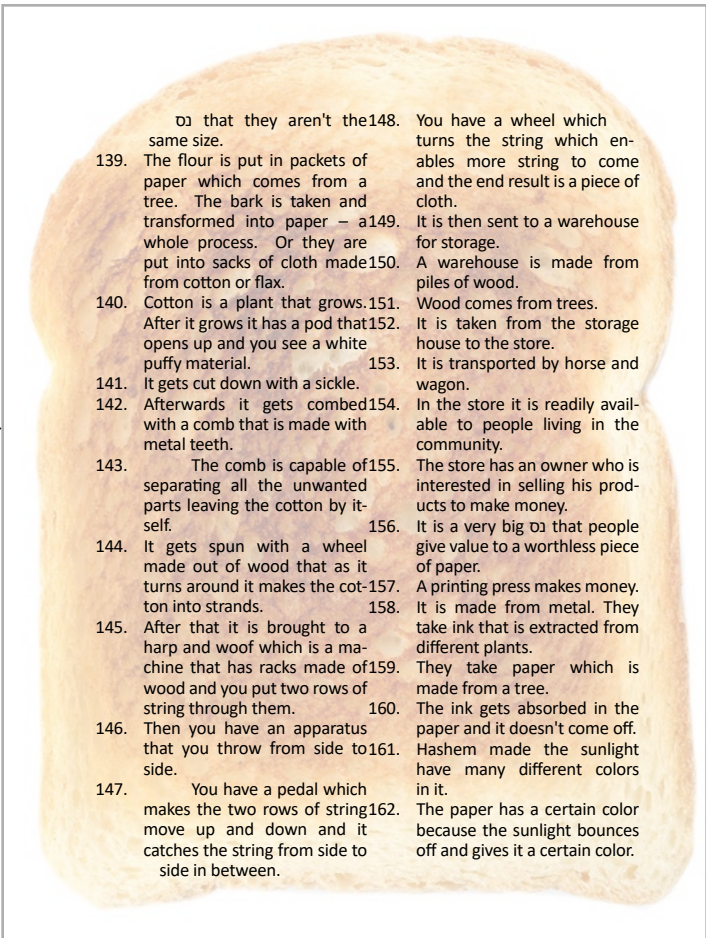 נס that they aren't the
same size.
139. The flour is put in packets of
paper which comes from a
tree. The bark is taken and
transformed into paper – a
whole process. Or they are
put into sacks of cloth made
from cotton or flax.
140. Cotton is a plant that grows.
After it grows it has a pod that
opens up and you see a white
puffy material.
141. It gets cut down with a sickle.
142. Afterwards it gets combed
with a comb that is made with
metal teeth.
143. The comb is capable of
separating all the unwanted
parts leaving the cotton by it-
self.
144. It gets spun with a wheel
made out of wood that as it
turns around it makes the cot-
ton into strands.
145. After that it is brought to a
harp and woof which is a ma-
chine that has racks made of
wood and you put two rows of
string through them.
146. Then you have an apparatus
that you throw from side to
side.
147. You have a pedal which
makes the two rows of string
move up and down and it
catches the string from side to
side in between.
148. You have a wheel which
turns the string which en-
ables more string to come
and the end result is a piece of
cloth.
149. It is then sent to a warehouse
for storage.
150. A warehouse is made from
piles of wood.
151. Wood comes from trees.
152. It is taken from the storage
house to the store.
153. It is transported by horse and
wagon.
154. In the store it is readily avail-
able to people living in the
community.
155. The store has an owner who is
interested in selling his prod-
ucts to make money.
156. It is a very big נס that people
give value to a worthless piece
of paper.
157. A printing press makes money.
158. It is made from metal. They
take ink that is extracted from
different plants.
159. They take paper which is
made from a tree.
160. The ink gets absorbed in the
paper and it doesn't come off.
161. Hashem made the sunlight
have many different colors
in it.
162. The paper has a certain color
because the sunlight bounces
off and gives it a certain color.